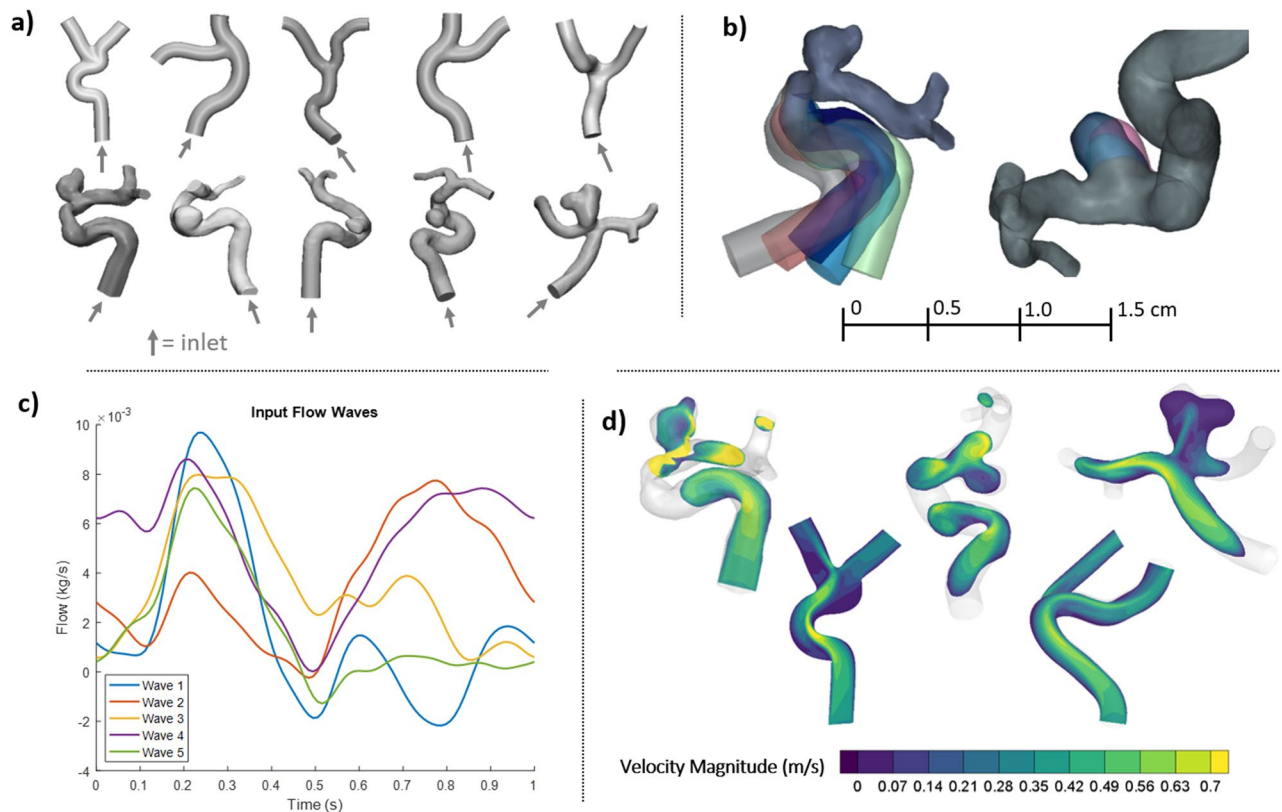 a)
= inlet
b)
0 0.5 1.0 1.5 cm
c)
Input Flow Waves
× 10⁻³
10
8
6
4
2
0
-2
-4
Flow (kg/s)
Wave 1
Wave 2
Wave 3
Wave 4
Wave 5
0 0.1 0.2 0.3 0.4 0.5 0.6 0.7 0.8 0.9 1
Time (s)
d)
Velocity Magnitude (m/s)
0 0.07 0.14 0.21 0.28 0.35 0.42 0.49 0.56 0.63 0.7